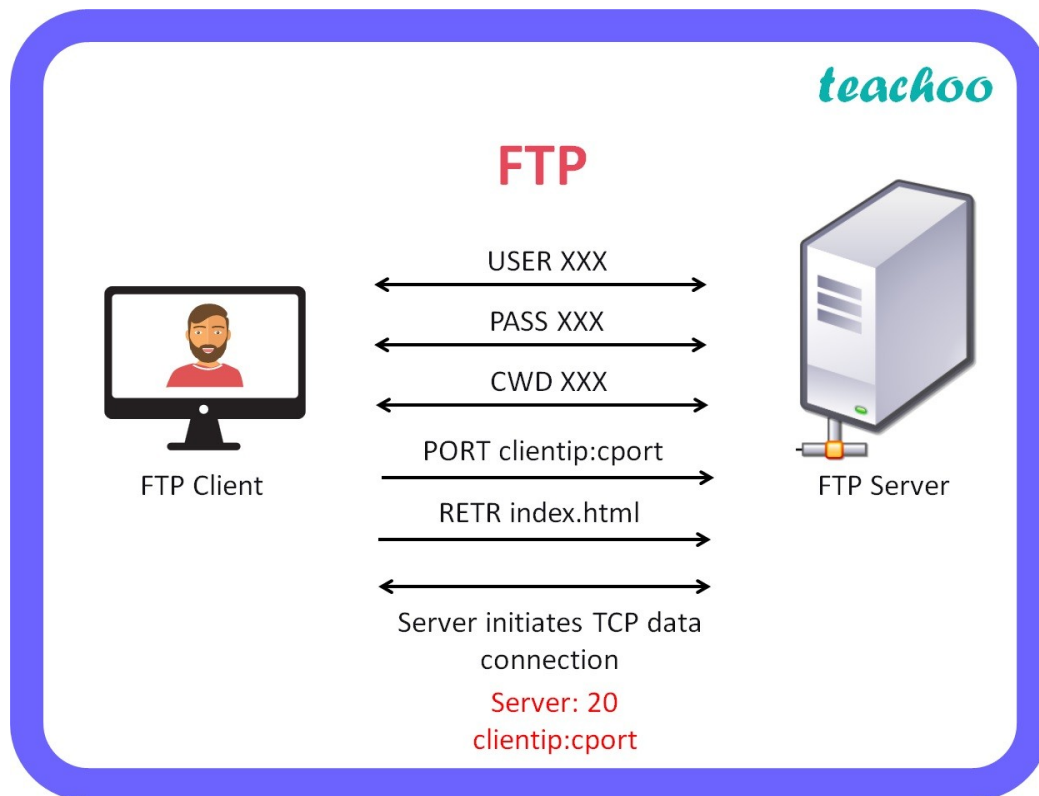 teachoo
FTP
USER XXX
PASS XXX
CWD XXX
PORT clientip:cport
RETR index.html
FTP Client
FTP Server
Server initiates TCP data
connection
Server: 20
clientip:cport